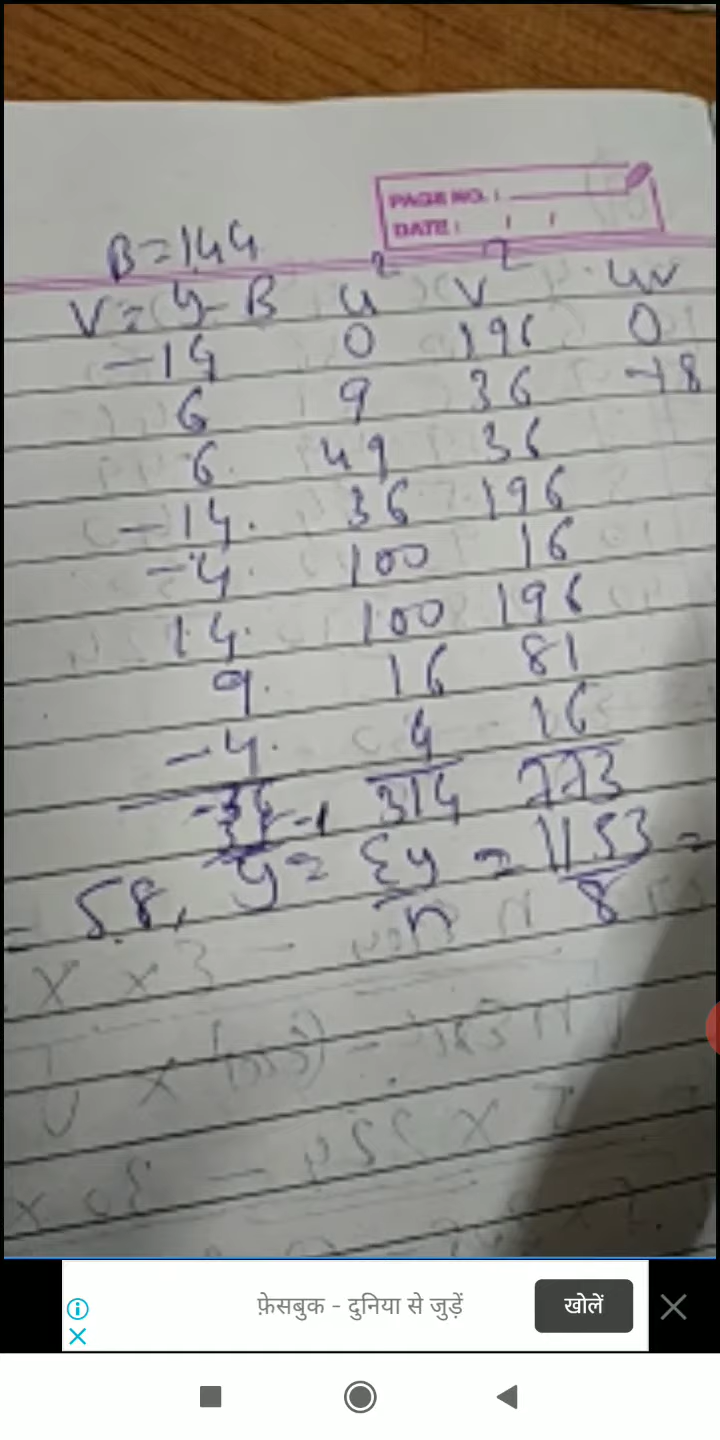 PAGE NO. :
DATE : / /
B=144
V=y-B u² v² uv
-14 0 196 0
6 9 36 -18
6 49 36
-14 36 196
-4 100 16
14 100 196
9 16 81
-4 4 16
-1 314 773
= 58, y = Σy/n = 1153/8 =
फ़ेसबुक - दुनिया से जुड़ें
खोलें